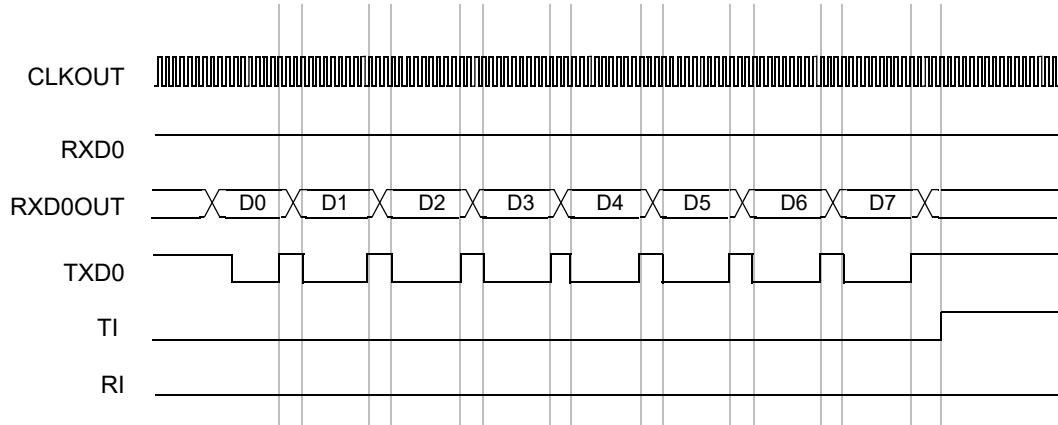 CLKOUT
RXD0
RXD0OUT D0 D1 D2 D3 D4 D5 D6 D7
TXD0
TI
RI